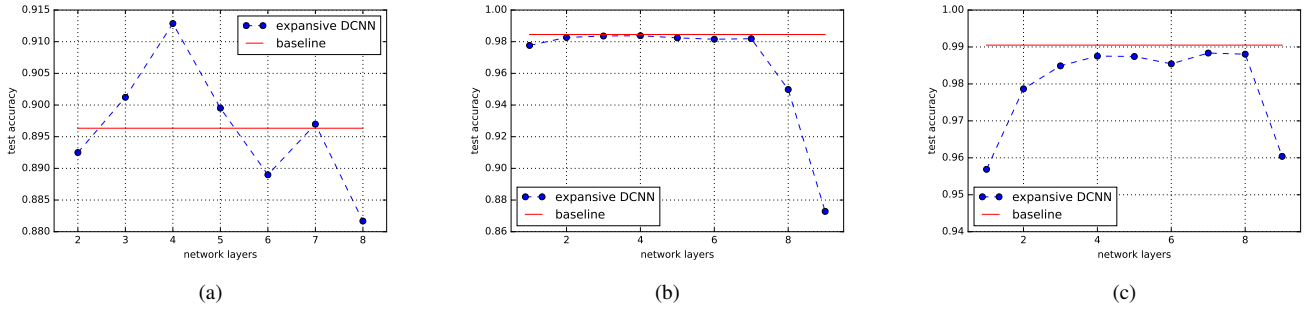 0.915
0.910
0.905
0.900
0.895
0.890
0.885
0.880
test accuracy
expansive DCNN
baseline
2 3 4 5 6 7 8
network layers
(a)
1.00
0.98
0.96
0.94
0.92
0.90
0.88
0.86
test accuracy
expansive DCNN
baseline
2 4 6 8
network layers
(b)
1.00
0.99
0.98
0.97
0.96
0.95
0.94
test accuracy
expansive DCNN
baseline
2 4 6 8
network layers
(c)